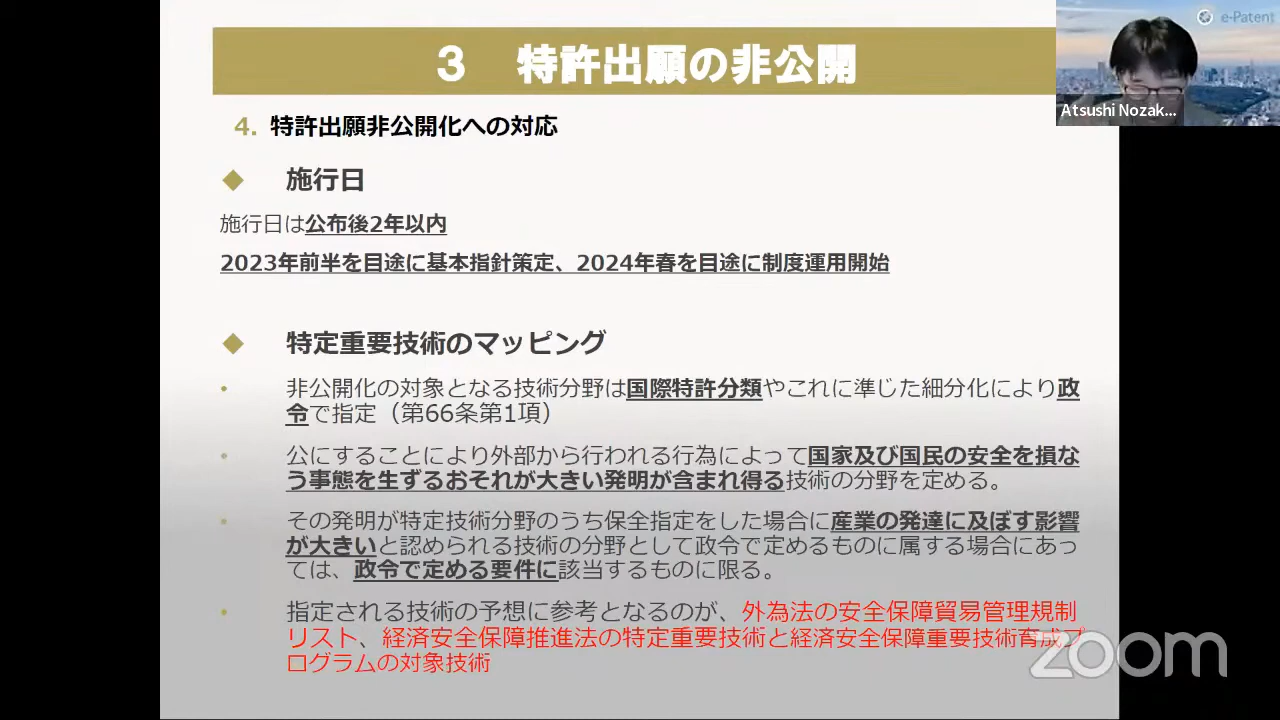 3 特許出願の非公開
e-Patent
Atsushi Nozak...
4. 特許出願非公開化への対応
◆ 施行日
施行日は公布後2年以内
2023年前半を目途に基本指針策定、2024年春を目途に制度運用開始
◆ 特定重要技術のマッピング
• 非公開化の対象となる技術分野は国際特許分類やこれに準じた細分化により政
令で指定（第66条第1項）
• 公にすることにより外部から行われる行為によって国家及び国民の安全を損な
う事態を生ずるおそれが大きい発明が含まれ得る技術の分野を定める。
• その発明が特定技術分野のうち保全指定をした場合に産業の発達に及ぼす影響
が大きいと認められる技術の分野として政令で定めるものに属する場合にあっ
ては、政令で定める要件に該当するものに限る。
• 指定される技術の予想に参考となるのが、外為法の安全保障貿易管理規制
リスト、経済安全保障推進法の特定重要技術と経済安全保障重要技術育成プ
ログラムの対象技術
zoom